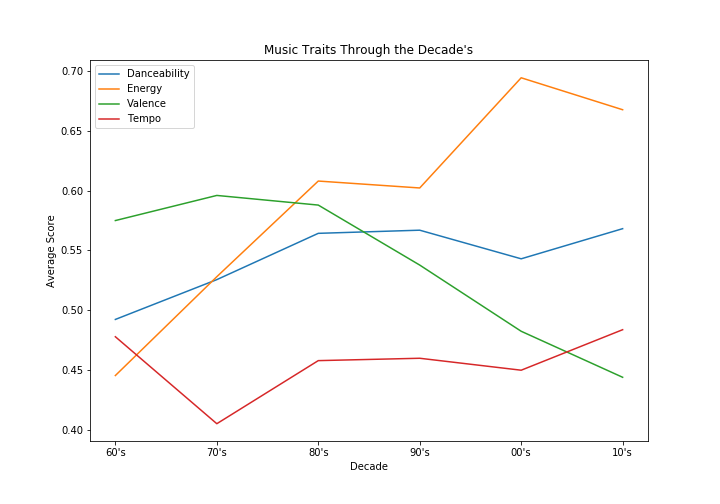 Music Traits Through the Decade's
Danceability
Energy
Valence
Tempo
0.70
0.65
0.60
0.55
0.50
0.45
0.40
Average Score
60's 70's 80's 90's 00's 10's
Decade